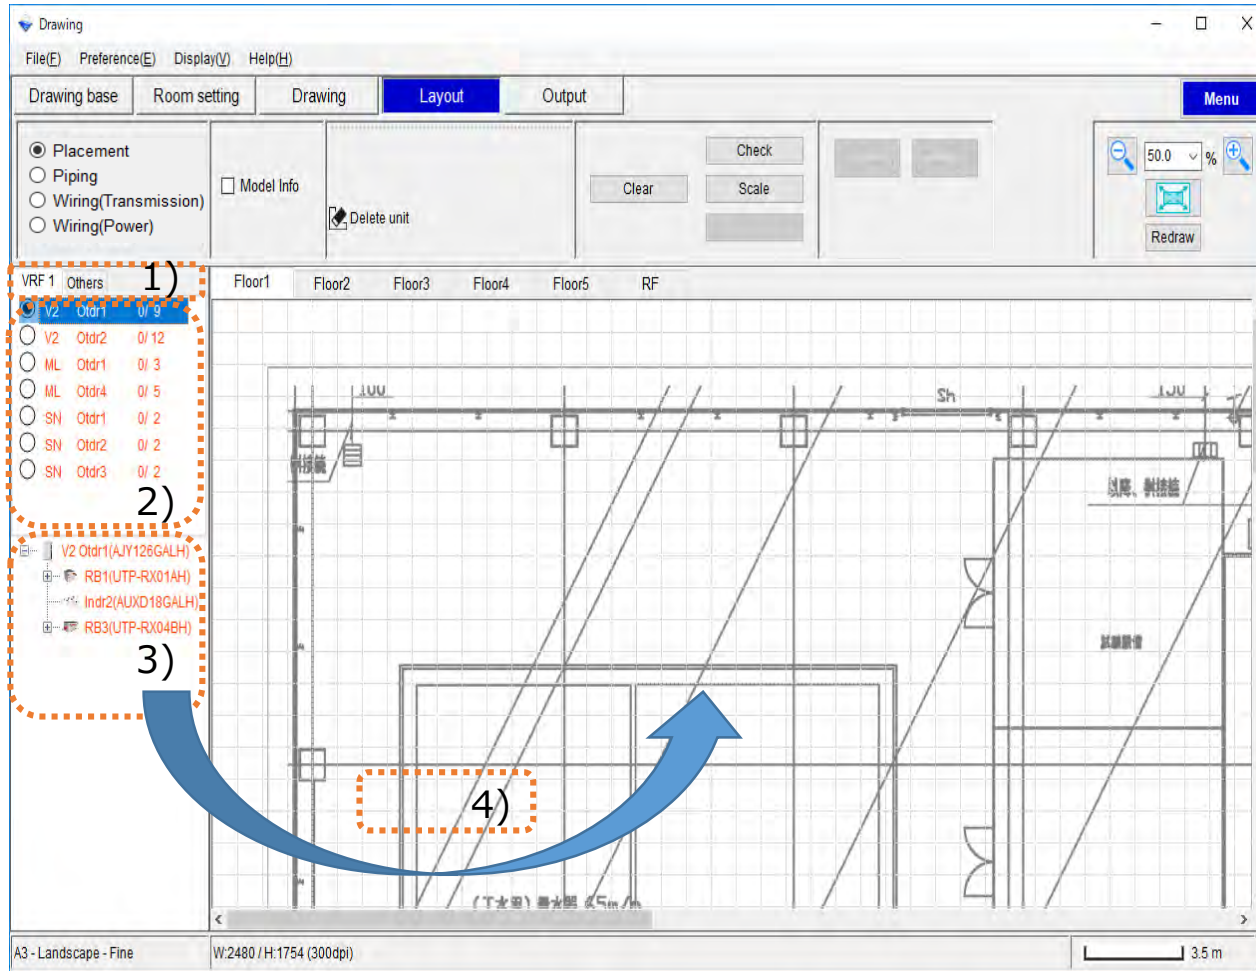 Drawing
File(F) Preference(E) Display(V) Help(H)
Drawing base Room setting Drawing Layout Output Menu
Placement
Piping
Wiring(Transmission)
Wiring(Power)
Model Info
Delete unit
Clear
Check
Scale
50.0 %
Redraw
VRF 1 Others 1)
Floor1 Floor2 Floor3 Floor4 Floor5 RF
V2 Otdr1 0/ 9
V2 Otdr2 0/ 12
ML Otdr1 0/ 3
ML Otdr4 0/ 5
SN Otdr1 0/ 2
SN Otdr2 0/ 2
SN Otdr3 0/ 2
2)
V2 Otdr1(AJY126GALH)
RB1(UTP-RX01AH)
Indr2(AUXD18GALH)
RB3(UTP-RX04BH)
3)
4)
A3 - Landscape - Fine W:2480 / H:1754 (300dpi) 3.5 m